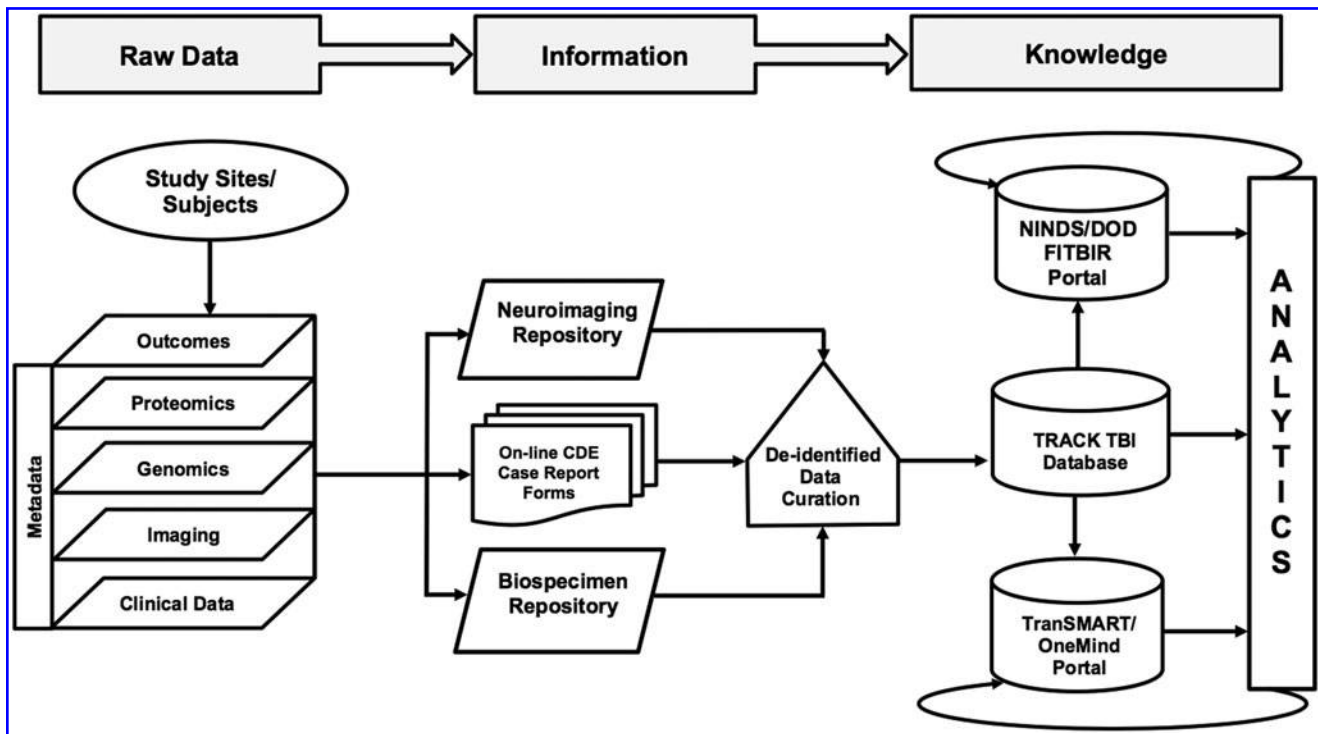 Raw Data
Information
Knowledge
Study Sites/
Subjects
Metadata
Outcomes
Proteomics
Genomics
Imaging
Clinical Data
Neuroimaging
Repository
On-line CDE
Case Report
Forms
Biospecimen
Repository
De-identified
Data
Curation
NINDS/DOD
FITBIR
Portal
TRACK TBI
Database
TranSMART/
OneMind
Portal
ANALYTICS